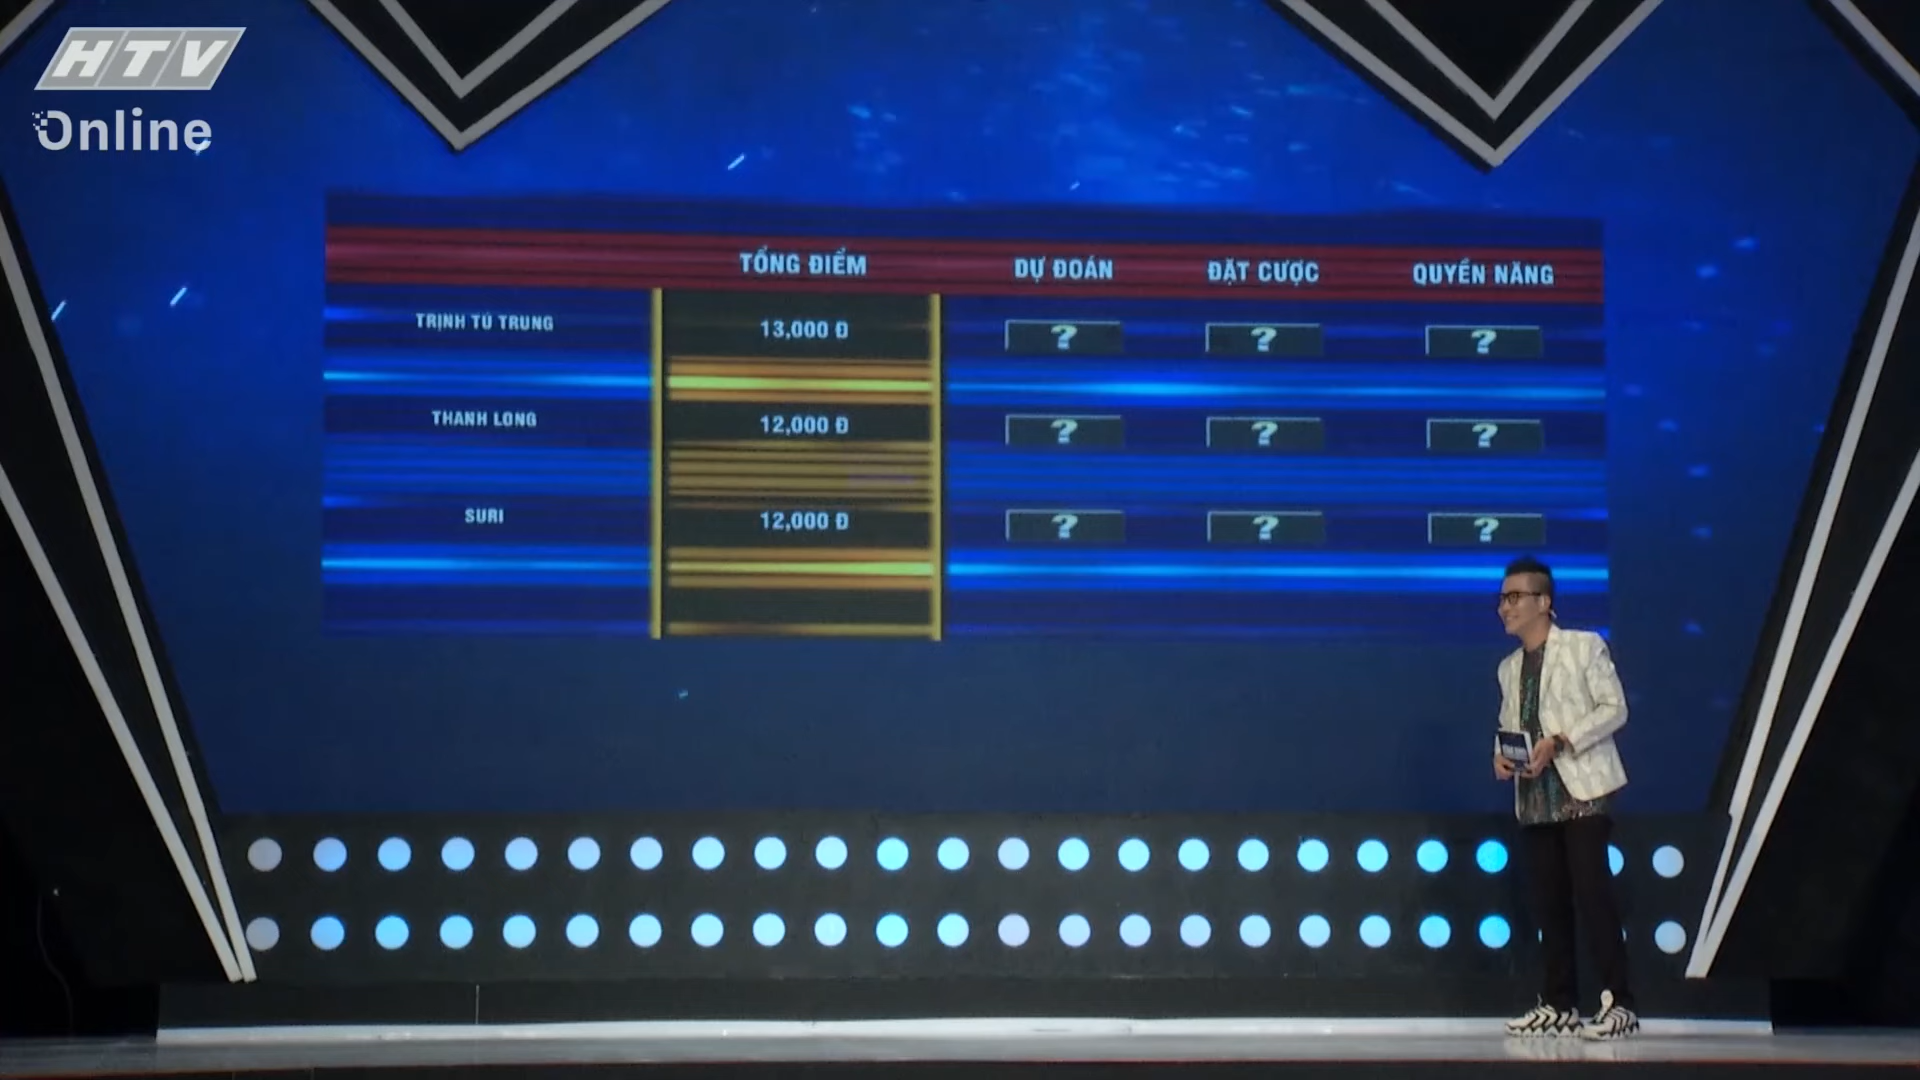 HTV
Online
TỔNG ĐIỂM DỰ ĐOÁN ĐẶT CƯỢC QUYỀN NĂNG
TRỊNH TÚ TRUNG 13,000 Đ ? ? ?
THANH LONG 12,000 Đ ? ? ?
SURI 12,000 Đ ? ? ?